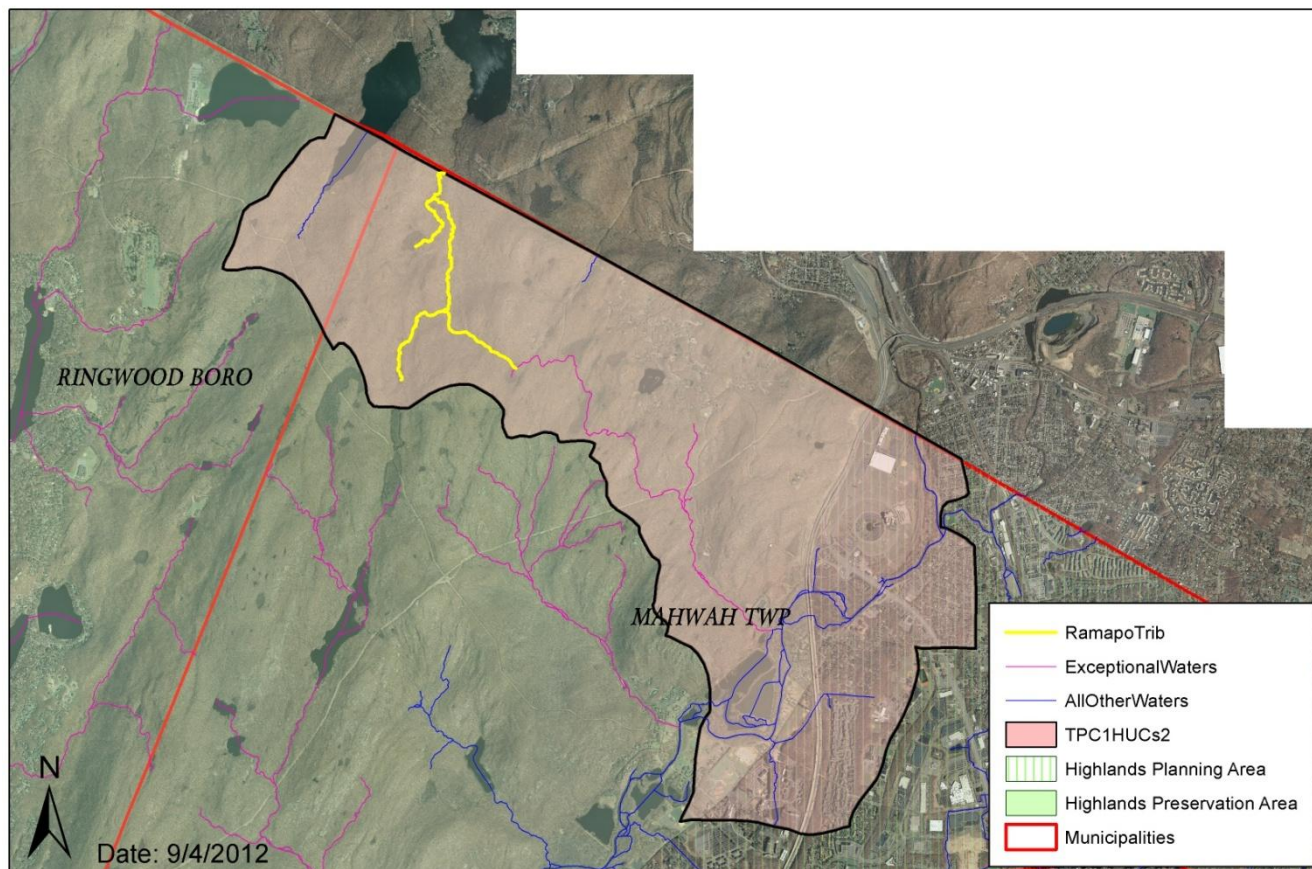 RINGWOOD BORO
MAHWAH TWP
N
Date: 9/4/2012
RamapoTrib
ExceptionalWaters
AllOtherWaters
TPC1HUCs2
Highlands Planning Area
Highlands Preservation Area
Municipalities